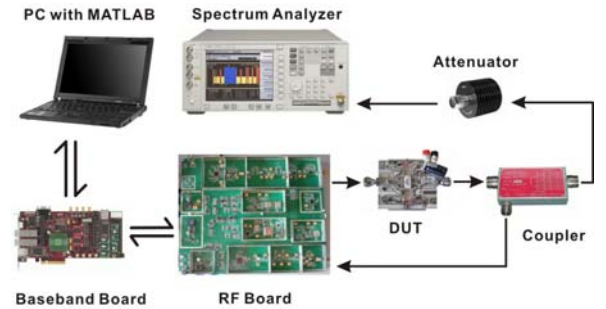 PC with MATLAB
Spectrum Analyzer
Attenuator
DUT
Coupler
Baseband Board
RF Board